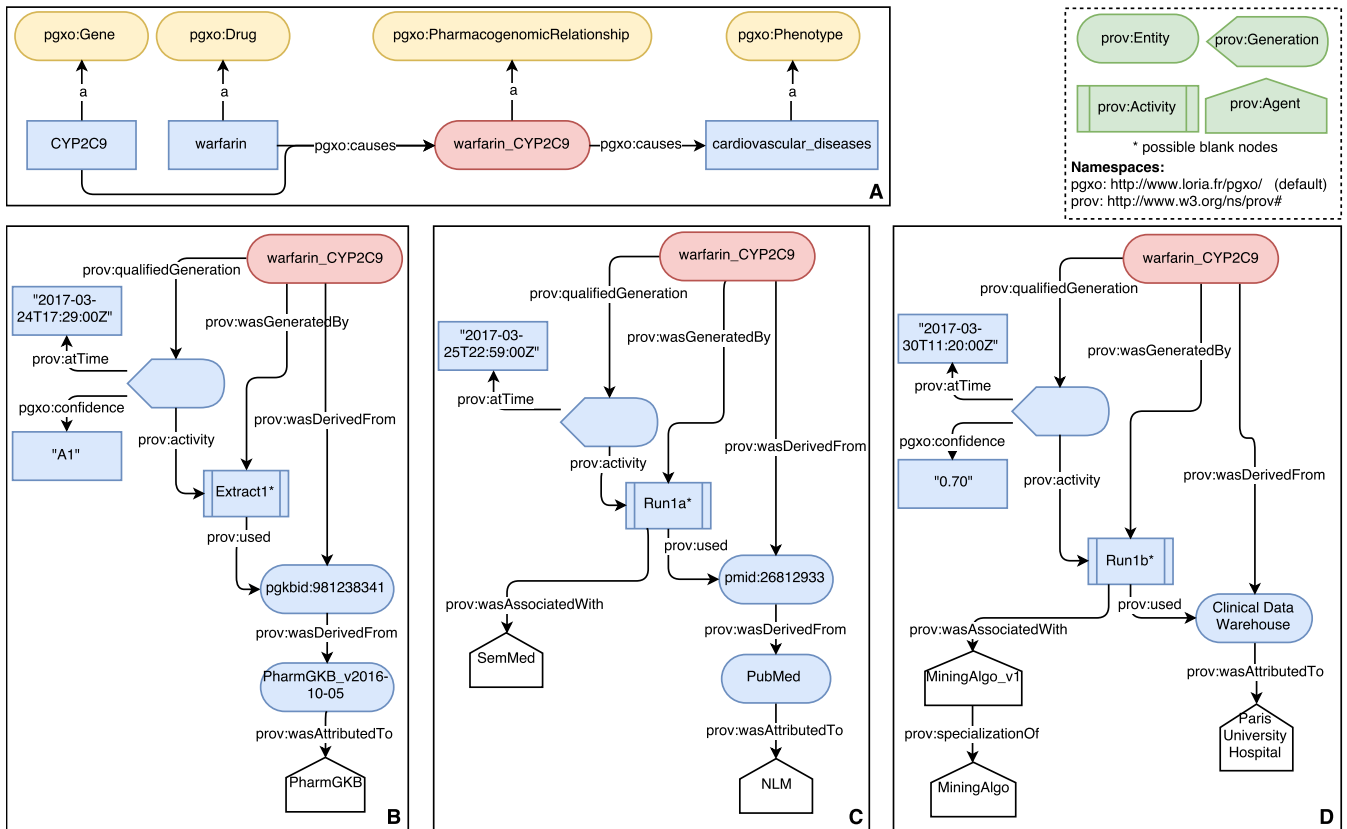 pgxo:Gene
pgxo:Drug
pgxo:PharmacogenomicRelationship
pgxo:Phenotype
a
a
a
a
CYP2C9
warfarin
pgxo:causes
warfarin_CYP2C9
pgxo:causes
cardiovascular_diseases
A
prov:Entity
prov:Generation
prov:Activity
prov:Agent
* possible blank nodes
Namespaces:
pgxo: http://www.loria.fr/pgxo/ (default)
prov: http://www.w3.org/ns/prov#
warfarin_CYP2C9
prov:qualifiedGeneration
"2017-03-
24T17:29:00Z"
prov:wasGeneratedBy
prov:atTime
pgxo:confidence
prov:wasDerivedFrom
prov:activity
"A1"
Extract1*
prov:used
pgkbid:981238341
prov:wasDerivedFrom
PharmGKB_v2016-
10-05
prov:wasAttributedTo
PharmGKB
B
warfarin_CYP2C9
prov:qualifiedGeneration
"2017-03-
25T22:59:00Z"
prov:wasGeneratedBy
prov:atTime
prov:wasDerivedFrom
prov:activity
Run1a*
prov:used
pmid:26812933
prov:wasAssociatedWith
prov:wasDerivedFrom
SemMed
PubMed
prov:wasAttributedTo
NLM
C
warfarin_CYP2C9
prov:qualifiedGeneration
"2017-03-
30T11:20:00Z"
prov:wasGeneratedBy
prov:atTime
pgxo:confidence
prov:wasDerivedFrom
"0.70"
prov:activity
Run1b*
prov:used
Clinical Data
Warehouse
prov:wasAssociatedWith
prov:wasAttributedTo
MiningAlgo_v1
Paris
University
Hospital
prov:specializationOf
MiningAlgo
D